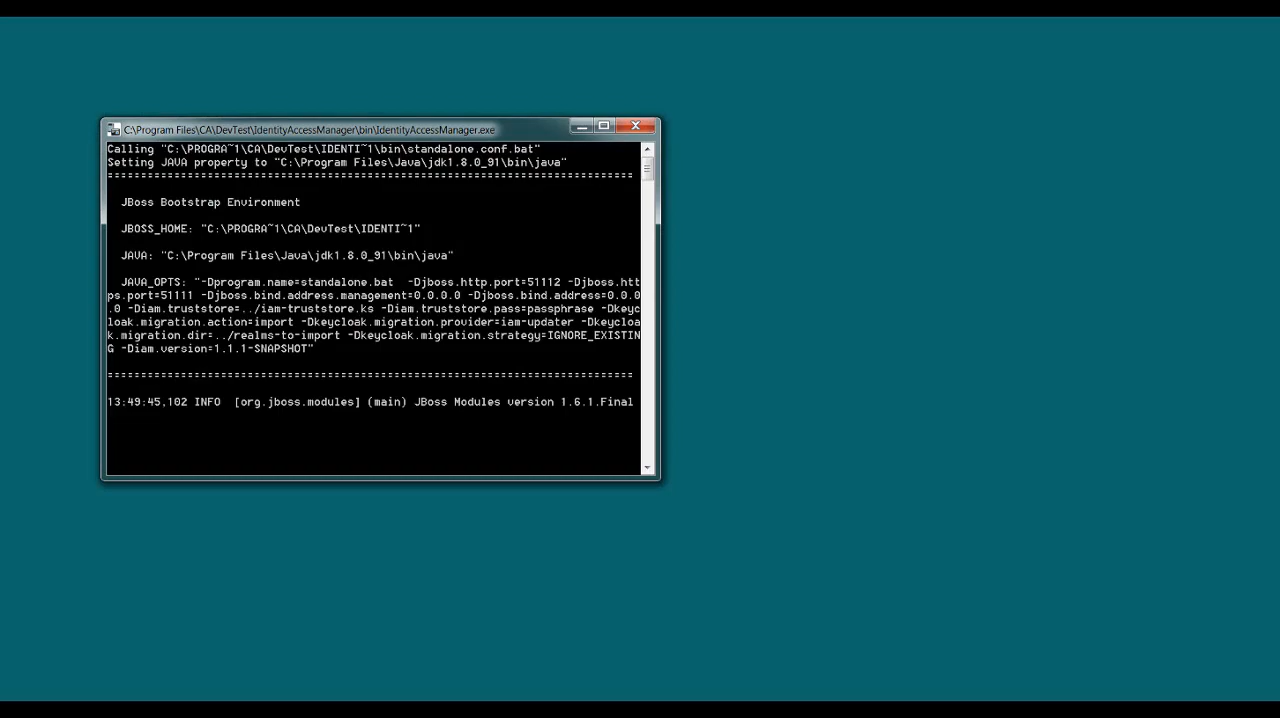 C:\Program Files\CA\DevTest\IdentityAccessManager\bin\IdentityAccessManager.exe
Calling "C:\PROGRA~1\CA\DevTest\IDENTI~1\bin\standalone.conf.bat"
Setting JAVA property to "C:\Program Files\Java\jdk1.8.0_91\bin\java"
===============================================================================
JBoss Bootstrap Environment
JBOSS_HOME: "C:\PROGRA~1\CA\DevTest\IDENTI~1"
JAVA: "C:\Program Files\Java\jdk1.8.0_91\bin\java"
JAVA_OPTS: "-Dprogram.name=standalone.bat  -Djboss.http.port=51112 -Djboss.htt
ps.port=51111 -Djboss.bind.address.management=0.0.0.0 -Djboss.bind.address=0.0.0
.0 -Diam.truststore=../iam-truststore.ks -Diam.truststore.pass=passphrase -Dkeyc
loak.migration.action=import -Dkeycloak.migration.provider=iam-updater -Dkeycloa
k.migration.dir=../realms-to-import -Dkeycloak.migration.strategy=IGNORE_EXISTIN
G -Diam.version=1.1.1-SNAPSHOT"
===============================================================================
13:49:45,102 INFO  [org.jboss.modules] (main) JBoss Modules version 1.6.1.Final